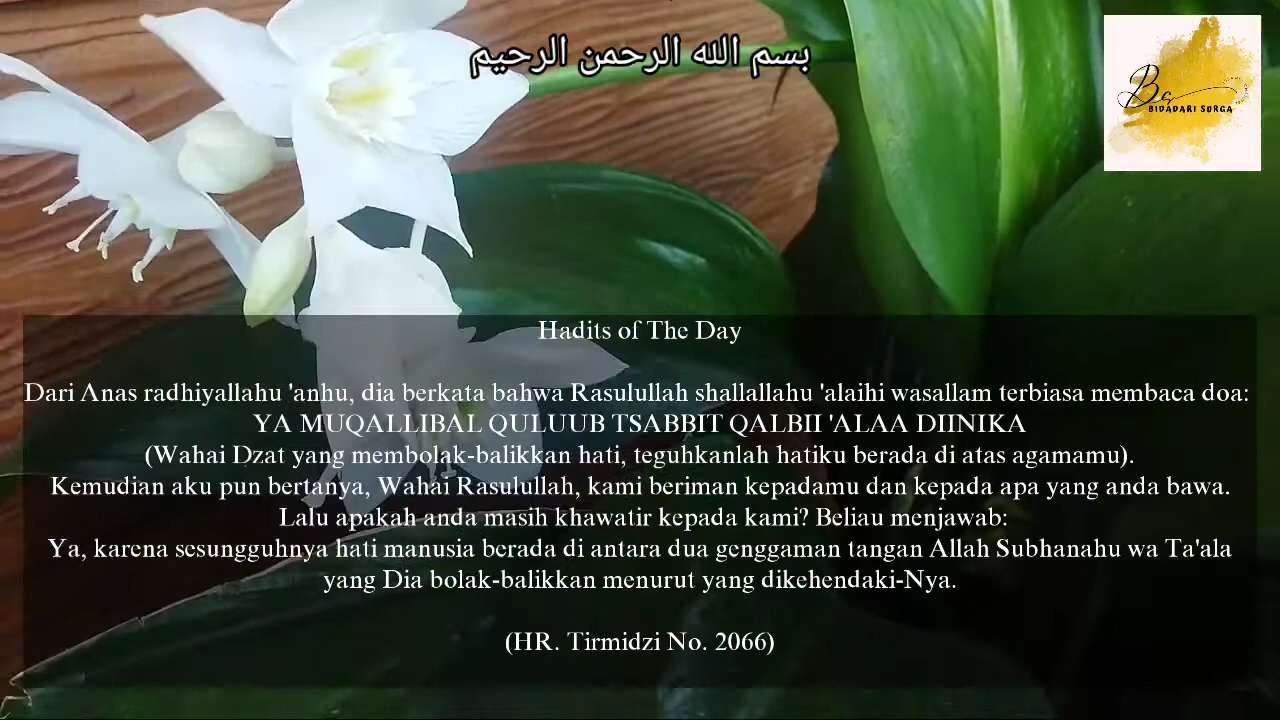 بسم الله الرحمن الرحيم
Bs
BIDADARI SORGA
Hadits of The Day
Dari Anas radhiyallahu 'anhu, dia berkata bahwa Rasulullah shallallahu 'alaihi wasallam terbiasa membaca doa:
YA MUQALLIBAL QULUUB TSABBIT QALBII 'ALAA DIINIKA
(Wahai Dzat yang membolak-balikkan hati, teguhkanlah hatiku berada di atas agamamu).
Kemudian aku pun bertanya, Wahai Rasulullah, kami beriman kepadamu dan kepada apa yang anda bawa.
Lalu apakah anda masih khawatir kepada kami? Beliau menjawab:
Ya, karena sesungguhnya hati manusia berada di antara dua genggaman tangan Allah Subhanahu wa Ta'ala
yang Dia bolak-balikkan menurut yang dikehendaki-Nya.
(HR. Tirmidzi No. 2066)